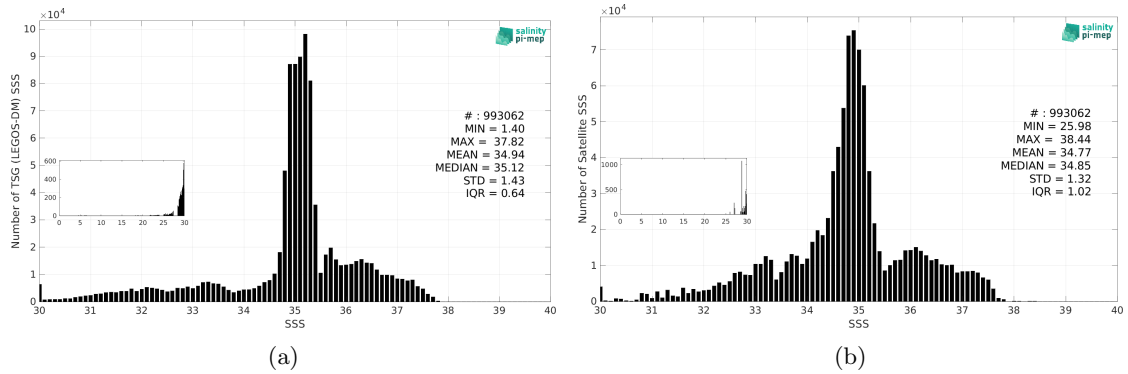 ×10⁴
10
9
8
7
6
5
4
3
2
1
0
Number of TSG (LEGOS-DM) SSS
salinity
pi-mep
# : 993062
MIN = 1.40
MAX = 37.82
MEAN = 34.94
MEDIAN = 35.12
STD = 1.43
IQR = 0.64
600
400
200
0
0 5 10 15 20 25 30
30 31 32 33 34 35 36 37 38 39 40
SSS
(a)
×10⁴
7
6
5
4
3
2
1
0
Number of Satellite SSS
salinity
pi-mep
# : 993062
MIN = 25.98
MAX = 38.44
MEAN = 34.77
MEDIAN = 34.85
STD = 1.32
IQR = 1.02
1000
500
0
0 5 10 15 20 25 30
30 31 32 33 34 35 36 37 38 39 40
SSS
(b)